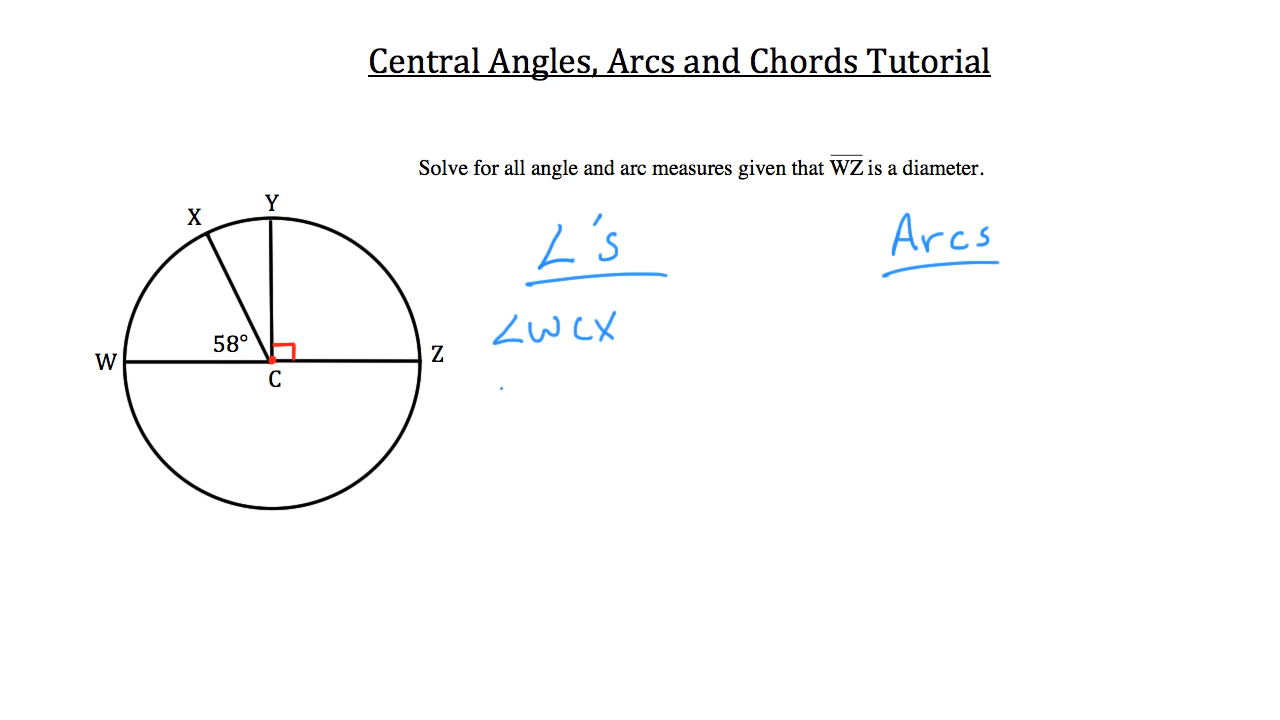 Central Angles, Arcs and Chords Tutorial
Solve for all angle and arc measures given that W̅Z̅ is a diameter.
X
Y
∠'s
Arcs
∠WCX
58°
W
Z
C